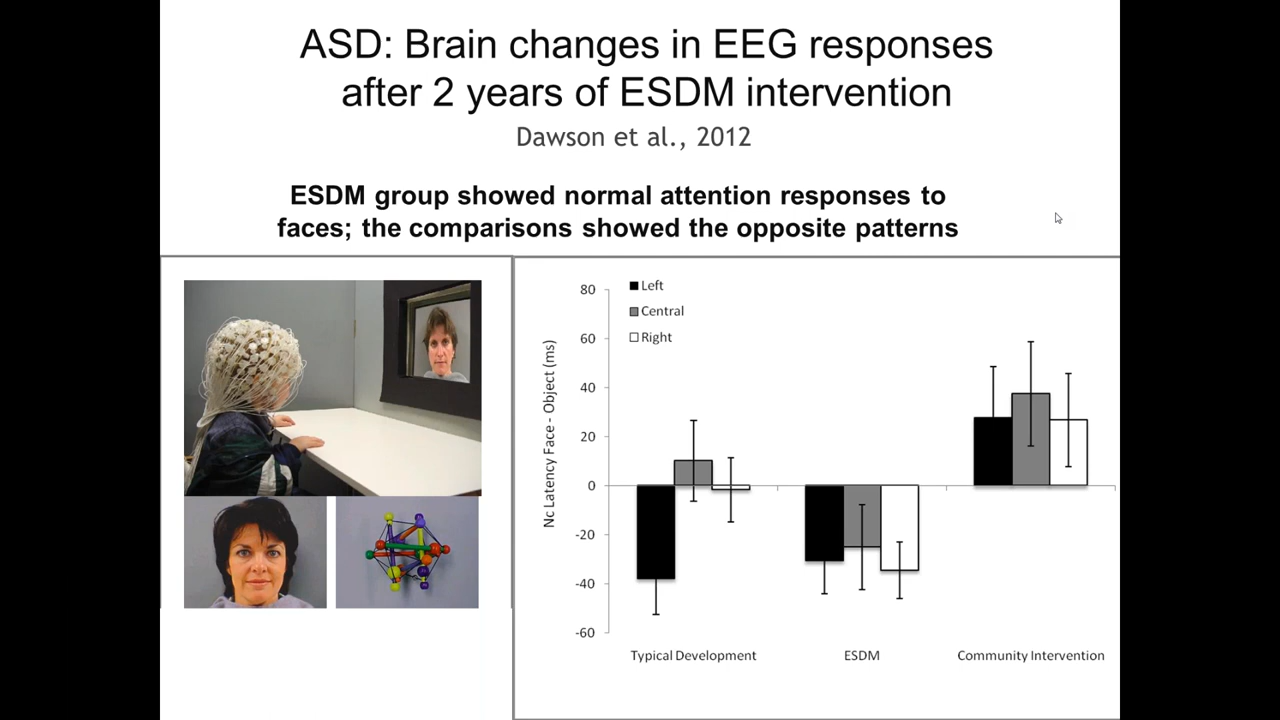 ASD: Brain changes in EEG responses
after 2 years of ESDM intervention
Dawson et al., 2012
ESDM group showed normal attention responses to
faces; the comparisons showed the opposite patterns
Nc Latency Face - Object (ms)
80
60
40
20
0
-20
-40
-60
Left
Central
Right
Typical Development
ESDM
Community Intervention